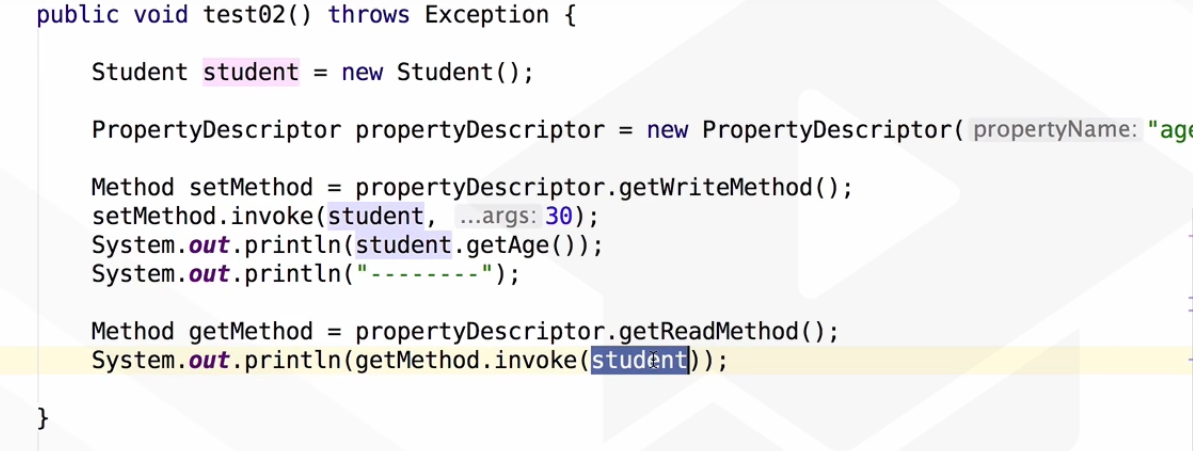 public void test02() throws Exception {
Student student = new Student();
PropertyDescriptor propertyDescriptor = new PropertyDescriptor( propertyName: "age
Method setMethod = propertyDescriptor.getWriteMethod();
setMethod.invoke(student, ...args: 30);
System.out.println(student.getAge());
System.out.println("--------");
Method getMethod = propertyDescriptor.getReadMethod();
System.out.println(getMethod.invoke(student));
}